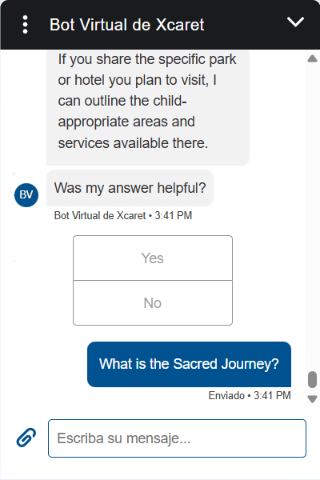 Bot Virtual de Xcaret
If you share the specific park
or hotel you plan to visit, I
can outline the child-
appropriate areas and
services available there.
Was my answer helpful?
BV
Bot Virtual de Xcaret • 3:41 PM
Yes
No
What is the Sacred Journey?
Enviado • 3:41 PM
Escriba su mensaje...